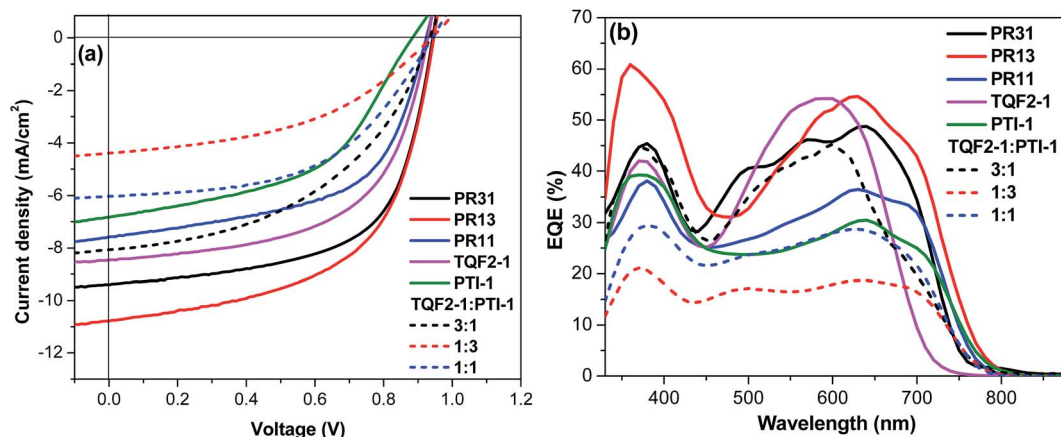 (a)
Current density (mA/cm²)
0
-2
-4
-6
-8
-10
-12
0.0 0.2 0.4 0.6 0.8 1.0 1.2
Voltage (V)
PR31
PR13
PR11
TQF2-1
PTI-1
TQF2-1:PTI-1
3:1
1:3
1:1
(b)
EQE (%)
90
80
70
60
50
40
30
20
10
0
400 500 600 700 800
Wavelength (nm)
PR31
PR13
PR11
TQF2-1
PTI-1
TQF2-1:PTI-1
3:1
1:3
1:1